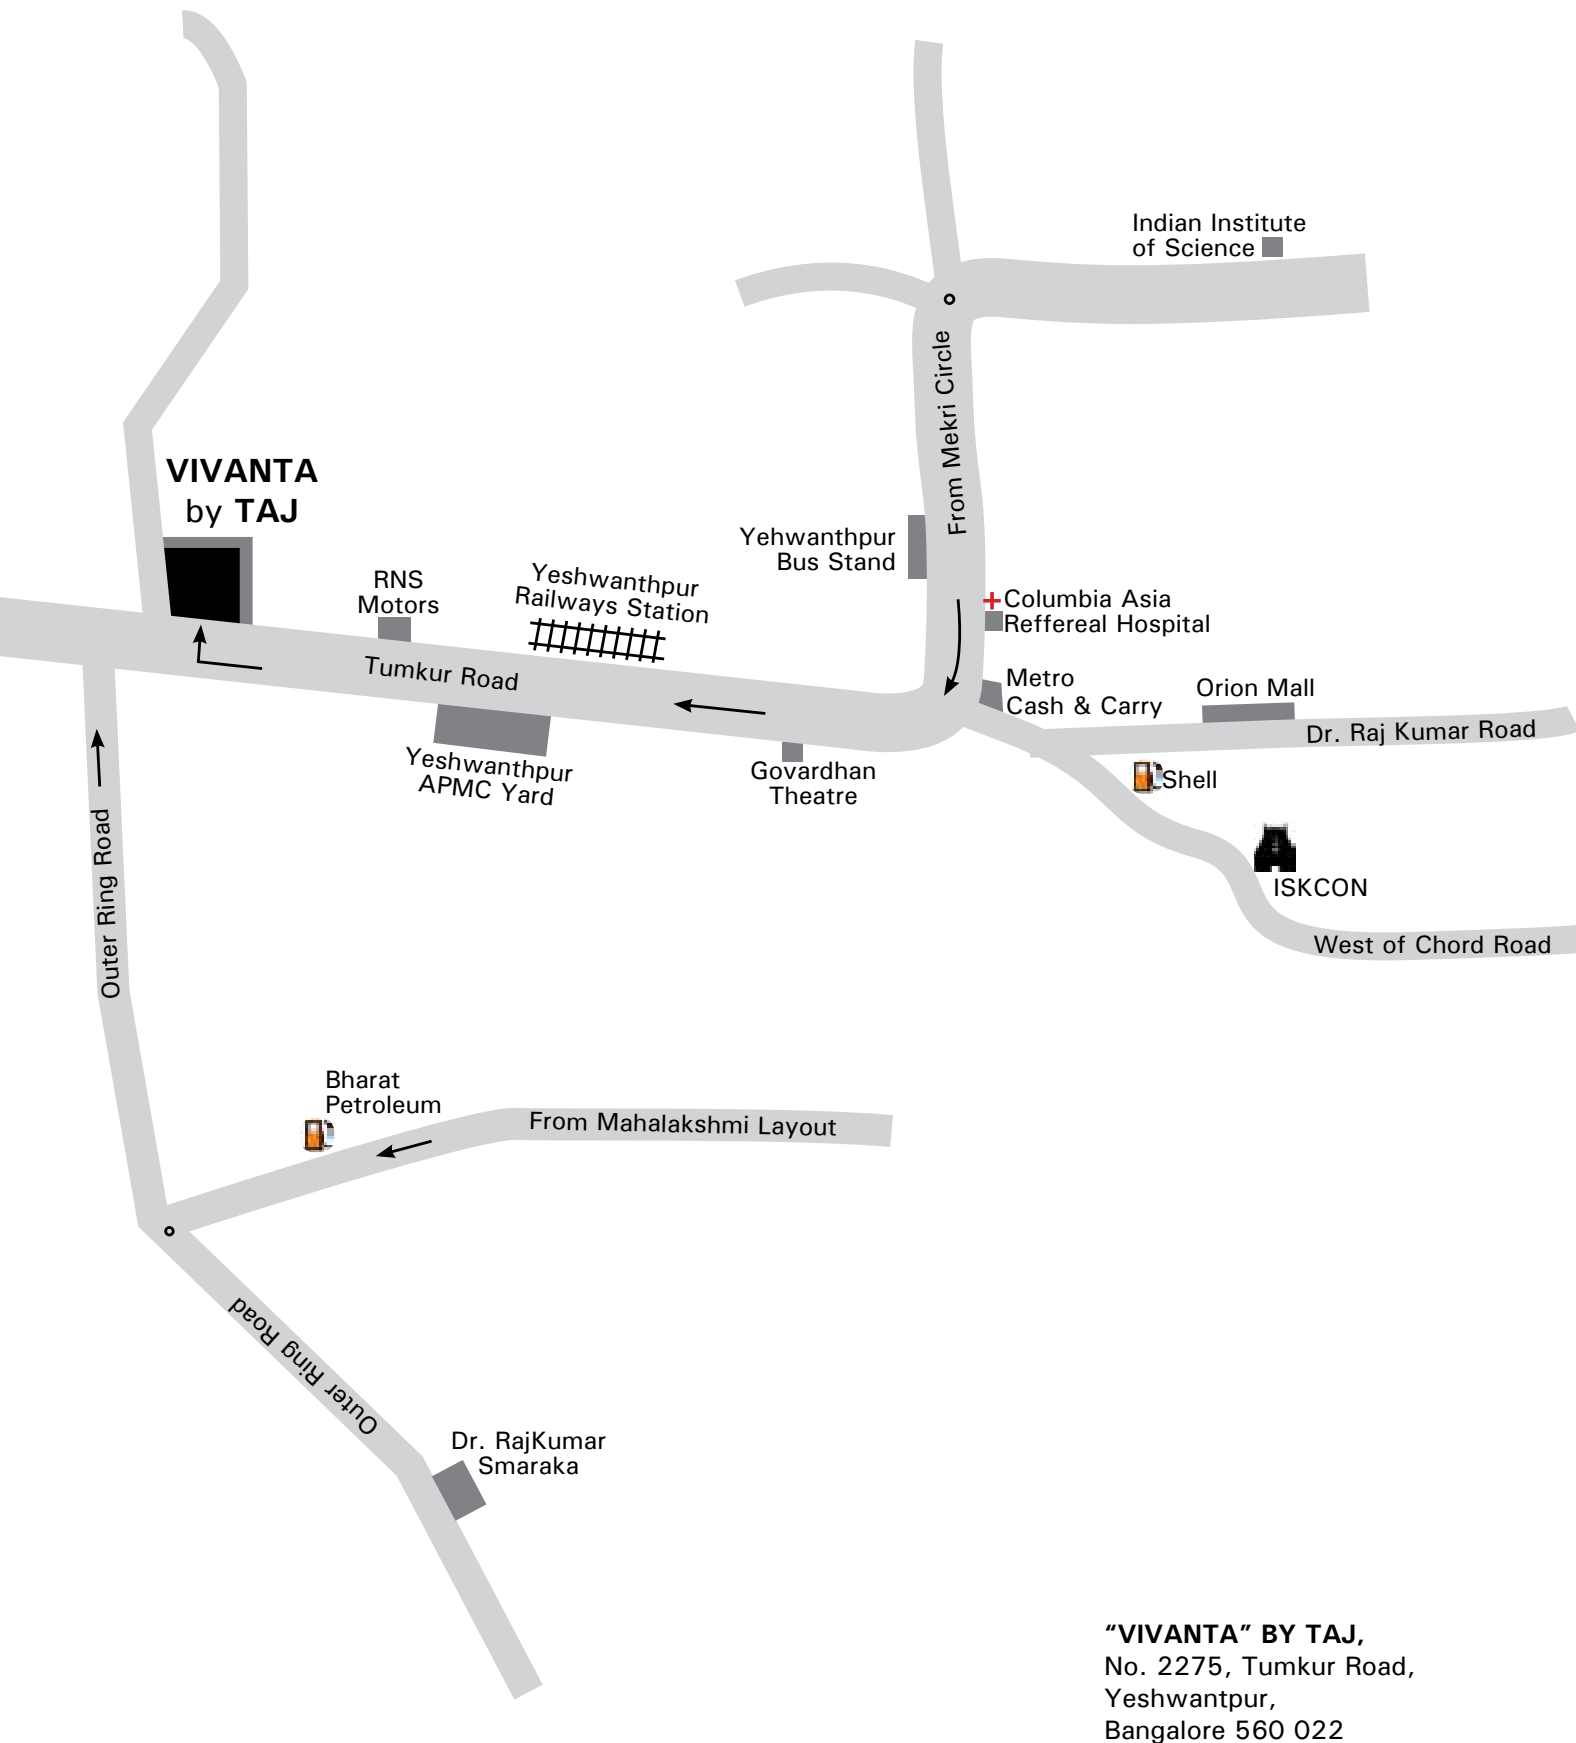 Indian Institute
of Science
From Mekri Circle
VIVANTA
by TAJ
Yehwanthpur
Bus Stand
RNS
Motors
Yeshwanthpur
Railways Station
Columbia Asia
Reffereal Hospital
Tumkur Road
Metro
Cash & Carry
Orion Mall
Dr. Raj Kumar Road
Yeshwanthpur
APMC Yard
Govardhan
Theatre
Shell
ISKCON
West of Chord Road
Outer Ring Road
Bharat
Petroleum
From Mahalakshmi Layout
Outer Ring Road
Dr. RajKumar
Smaraka
“VIVANTA” BY TAJ,
No. 2275, Tumkur Road,
Yeshwantpur,
Bangalore 560 022